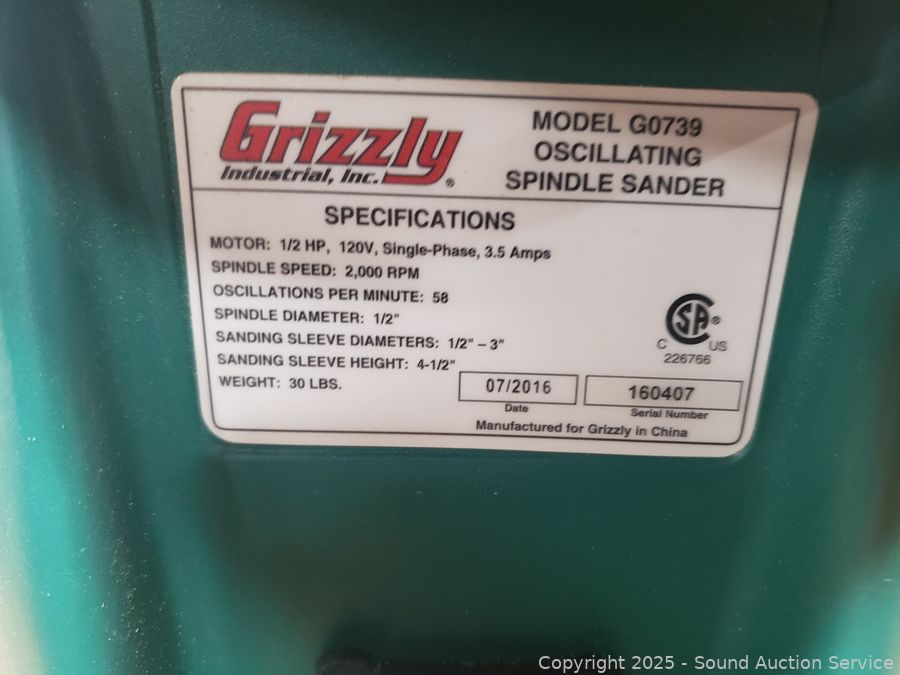 Grizzly
Industrial, Inc.®
MODEL G0739
OSCILLATING
SPINDLE SANDER
SPECIFICATIONS
MOTOR: 1/2 HP, 120V, Single-Phase, 3.5 Amps
SPINDLE SPEED: 2,000 RPM
OSCILLATIONS PER MINUTE: 58
SPINDLE DIAMETER: 1/2"
SANDING SLEEVE DIAMETERS: 1/2" – 3"
SANDING SLEEVE HEIGHT: 4-1/2"
WEIGHT: 30 LBS.
SA®
C US
226766
07/2016
Date
160407
Serial Number
Manufactured for Grizzly in China
Copyright 2025 - Sound Auction Service